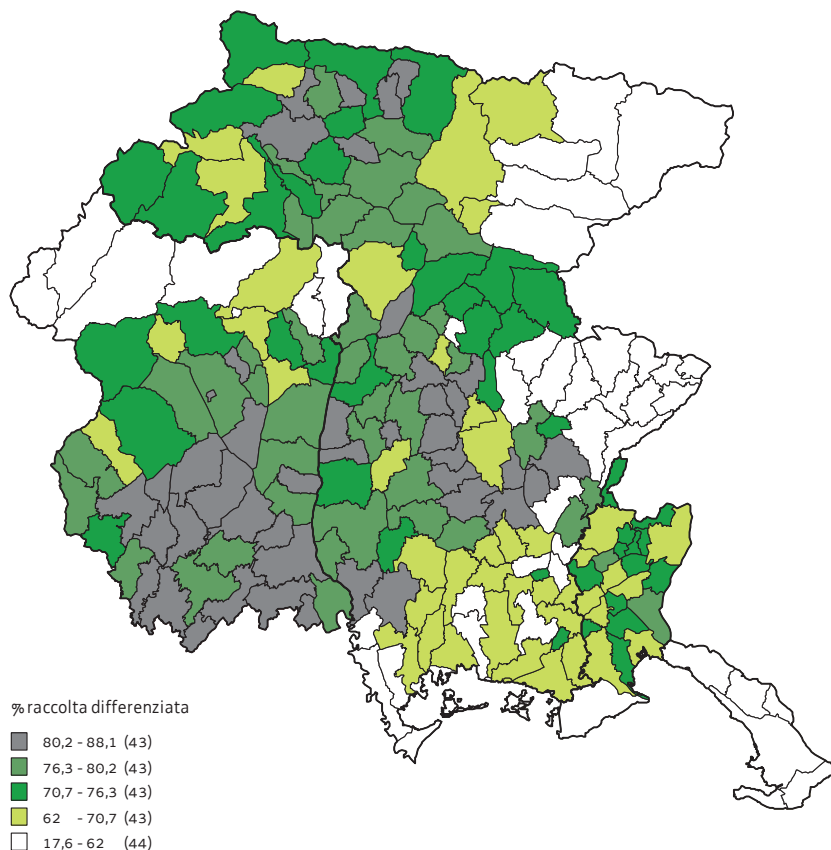 % raccolta differenziata
80,2 - 88,1 (43)
76,3 - 80,2 (43)
70,7 - 76,3 (43)
62 - 70,7 (43)
17,6 - 62 (44)